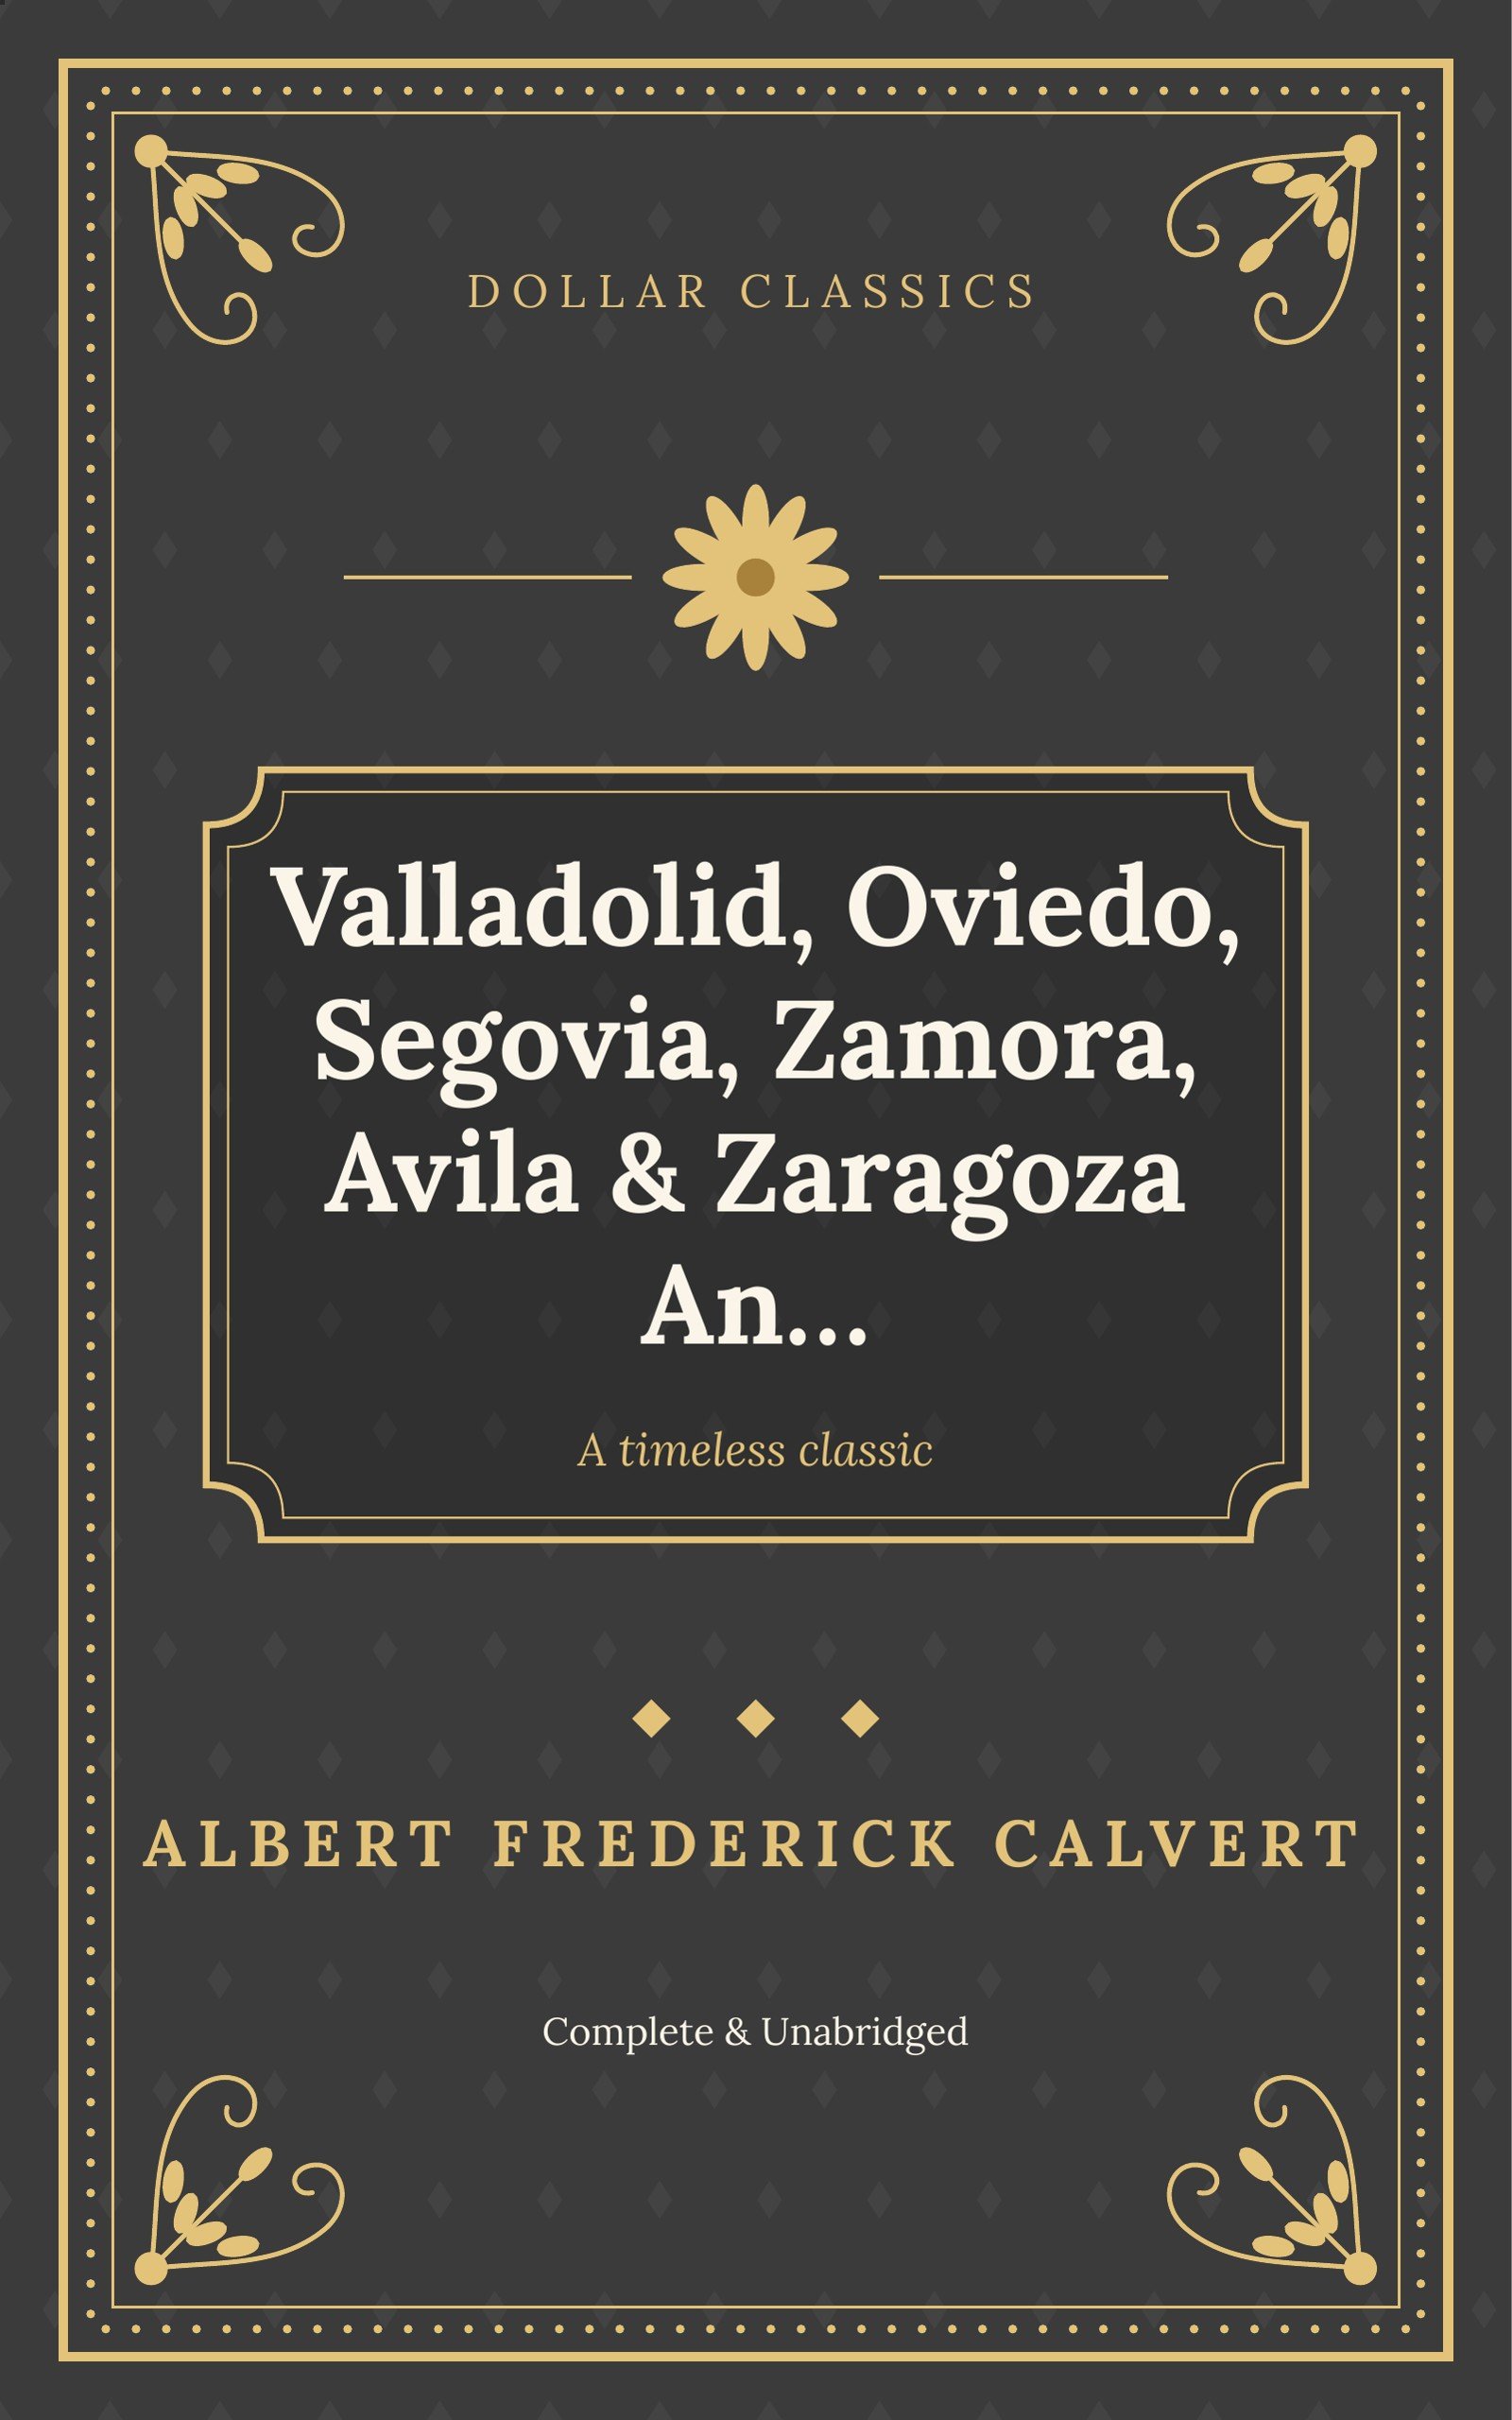 DOLLAR CLASSICS
Valladolid, Oviedo,
Segovia, Zamora,
Avila & Zaragoza
An...
A timeless classic
ALBERT FREDERICK CALVERT
Complete & Unabridged